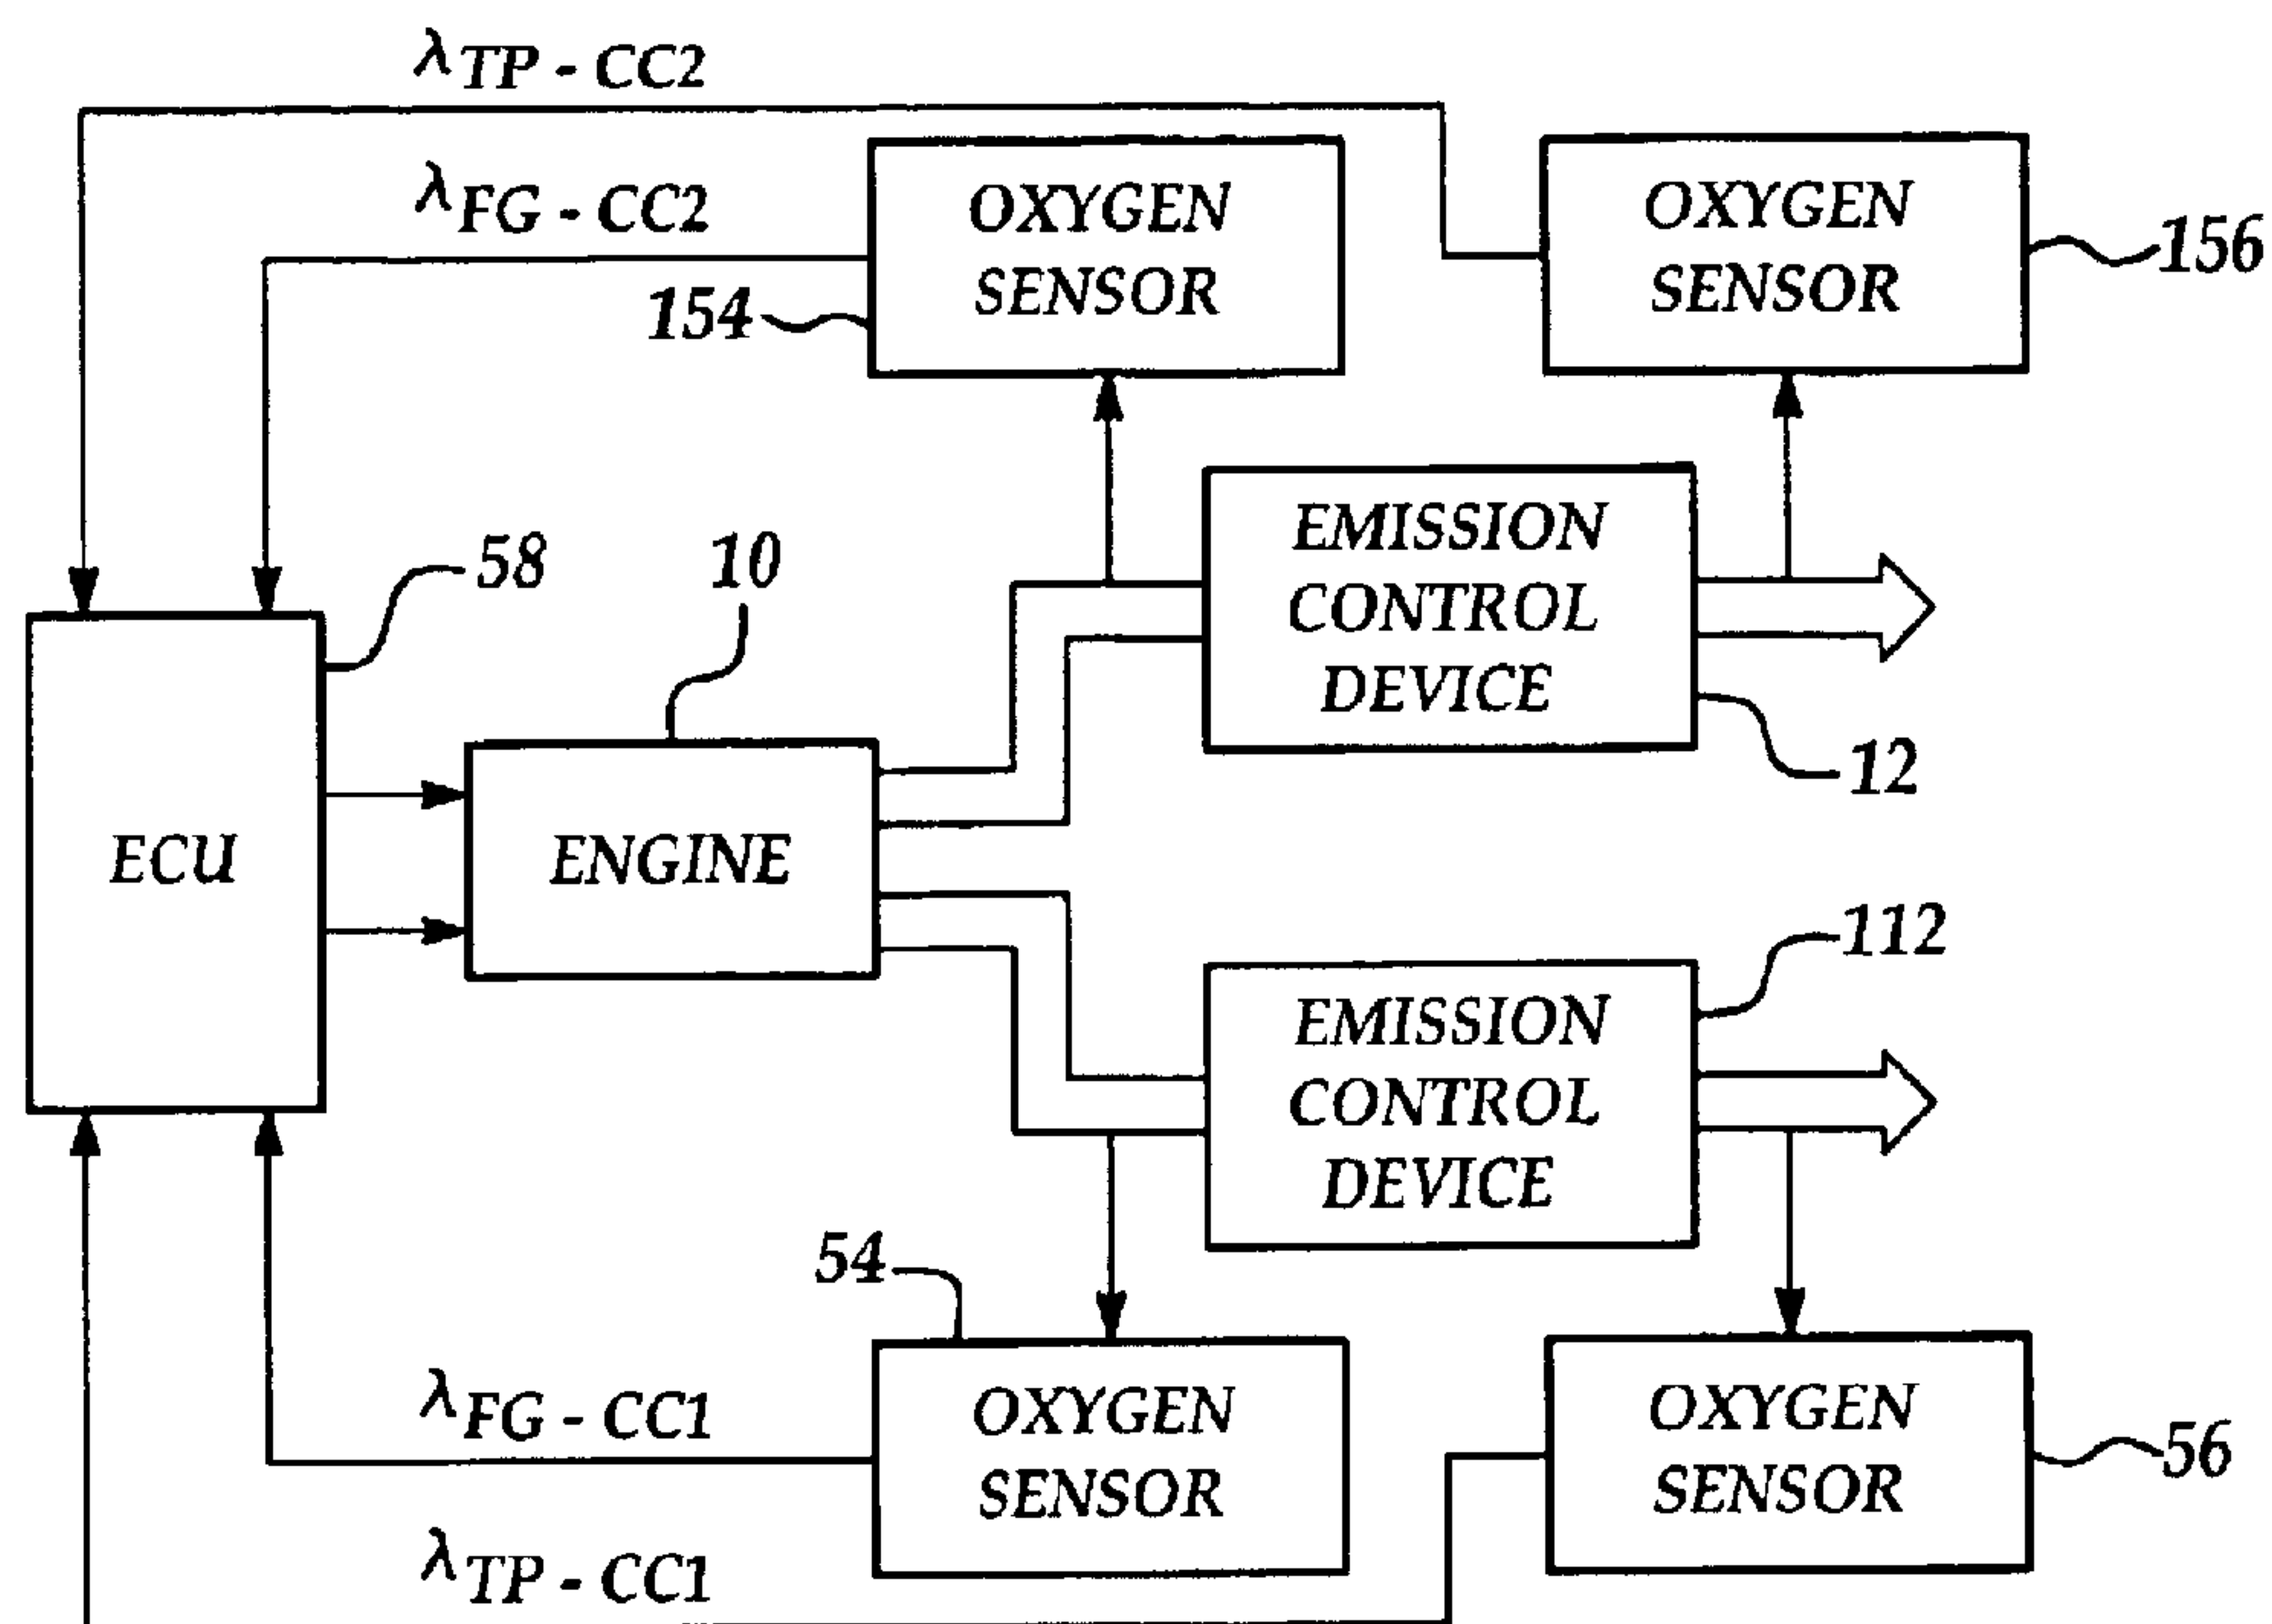 λTP - CC2
λFG - CC2
OXYGEN
SENSOR
154
OXYGEN
SENSOR
156
58
10
EMISSION
CONTROL
DEVICE
12
ECU
ENGINE
112
EMISSION
CONTROL
DEVICE
54
λFG - CC1
OXYGEN
SENSOR
OXYGEN
SENSOR
56
λTP - CC1